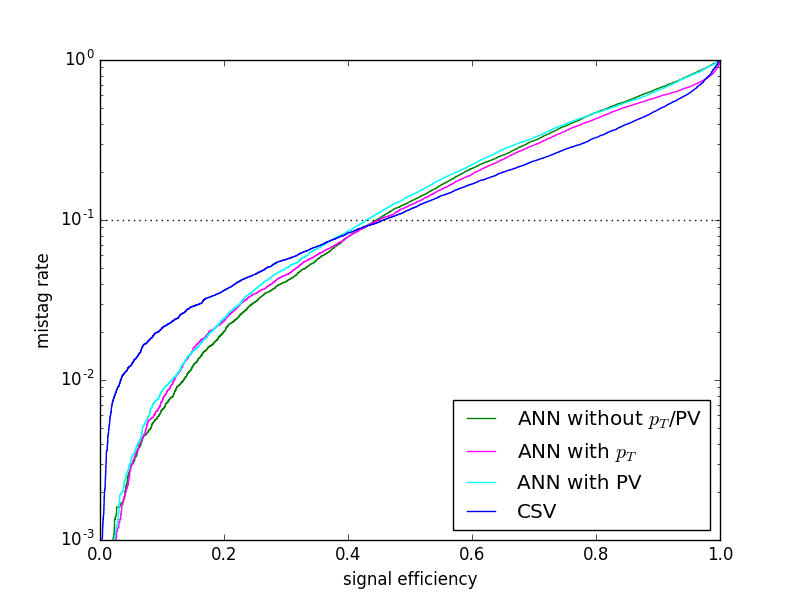 10^0
10^-1
10^-2
10^-3
mistag rate
0.0 0.2 0.4 0.6 0.8 1.0
signal efficiency
ANN without p_T/PV
ANN with p_T
ANN with PV
CSV